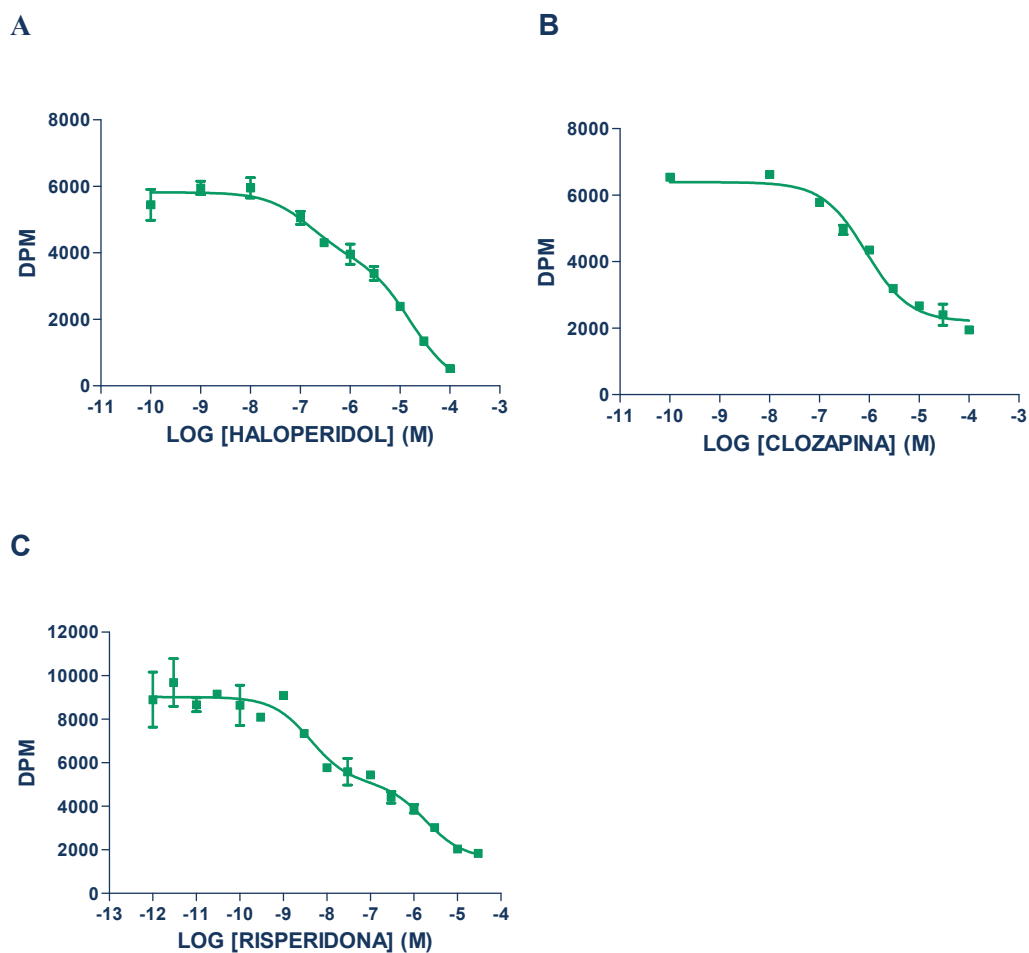 A
8000
6000
4000
2000
0
DPM
-11 -10 -9 -8 -7 -6 -5 -4 -3
LOG [HALOPERIDOL] (M)
B
8000
6000
4000
2000
0
DPM
-11 -10 -9 -8 -7 -6 -5 -4 -3
LOG [CLOZAPINA] (M)
C
12000
10000
8000
6000
4000
2000
0
DPM
-13 -12 -11 -10 -9 -8 -7 -6 -5 -4
LOG [RISPERIDONA] (M)